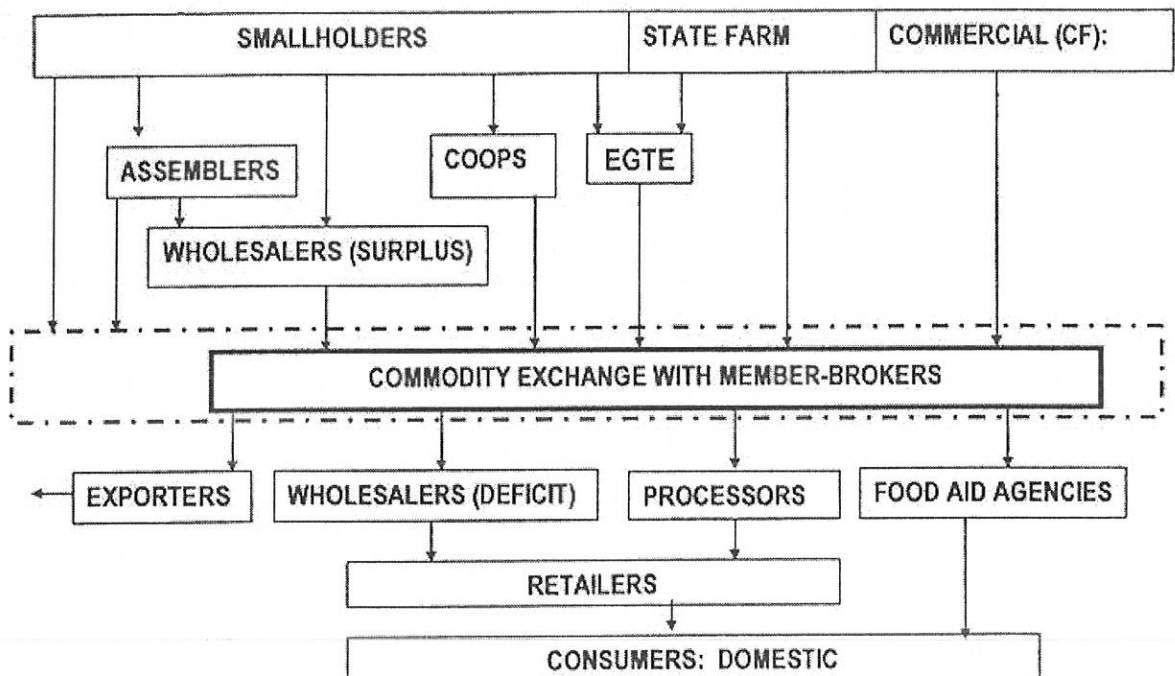 SMALLHOLDERS
STATE FARM
COMMERCIAL (CF):
ASSEMBLERS
COOPS
EGTE
WHOLESALERS (SURPLUS)
COMMODITY EXCHANGE WITH MEMBER-BROKERS
EXPORTERS
WHOLESALERS (DEFICIT)
PROCESSORS
FOOD AID AGENCIES
RETAILERS
CONSUMERS: DOMESTIC